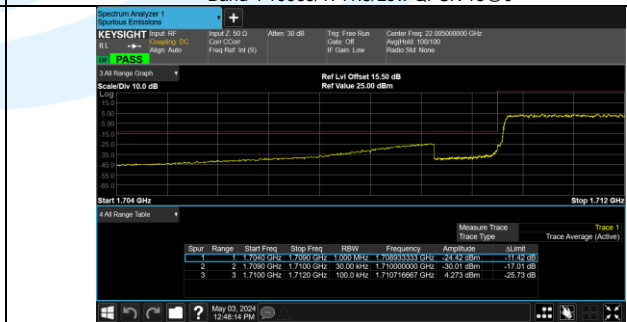 Spectrum Analyzer 1
Spurious Emissions
+
KEYSIGHT Input: RF Input Z: 50 Ω Atten: 30 dB Trig: Free Run Center Freq: 22.005000000 GHz
RL Coupling: DC Corr CCorr Gate: Off Avg|Hold: 100/100
Align: Auto Freq Ref: Int (S) IF Gain: Low Radio Std: None
PASS
3 All Range Graph Ref Lvl Offset 15.50 dB
Scale/Div 10.0 dB Ref Value 25.00 dBm
Log
15.0
5.00
-5.00
-15.0
-25.0
-35.0
-45.0
-55.0
-65.0
Start 1.704 GHz Stop 1.712 GHz
4 All Range Table
Measure Trace Trace 1
Trace Type Trace Average (Active)
Spur Range Start Freq Stop Freq RBW Frequency Amplitude ΔLimit
1 1 1.7040 GHz 1.7090 GHz 1.000 MHz 1.708933333 GHz -24.42 dBm -11.42 dB
2 2 1.7090 GHz 1.7100 GHz 30.00 kHz 1.710000000 GHz -30.01 dBm -17.01 dB
3 3 1.7100 GHz 1.7120 GHz 100.0 kHz 1.710716667 GHz 4.273 dBm -25.73 dB
? May 03, 2024
12:48:14 PM